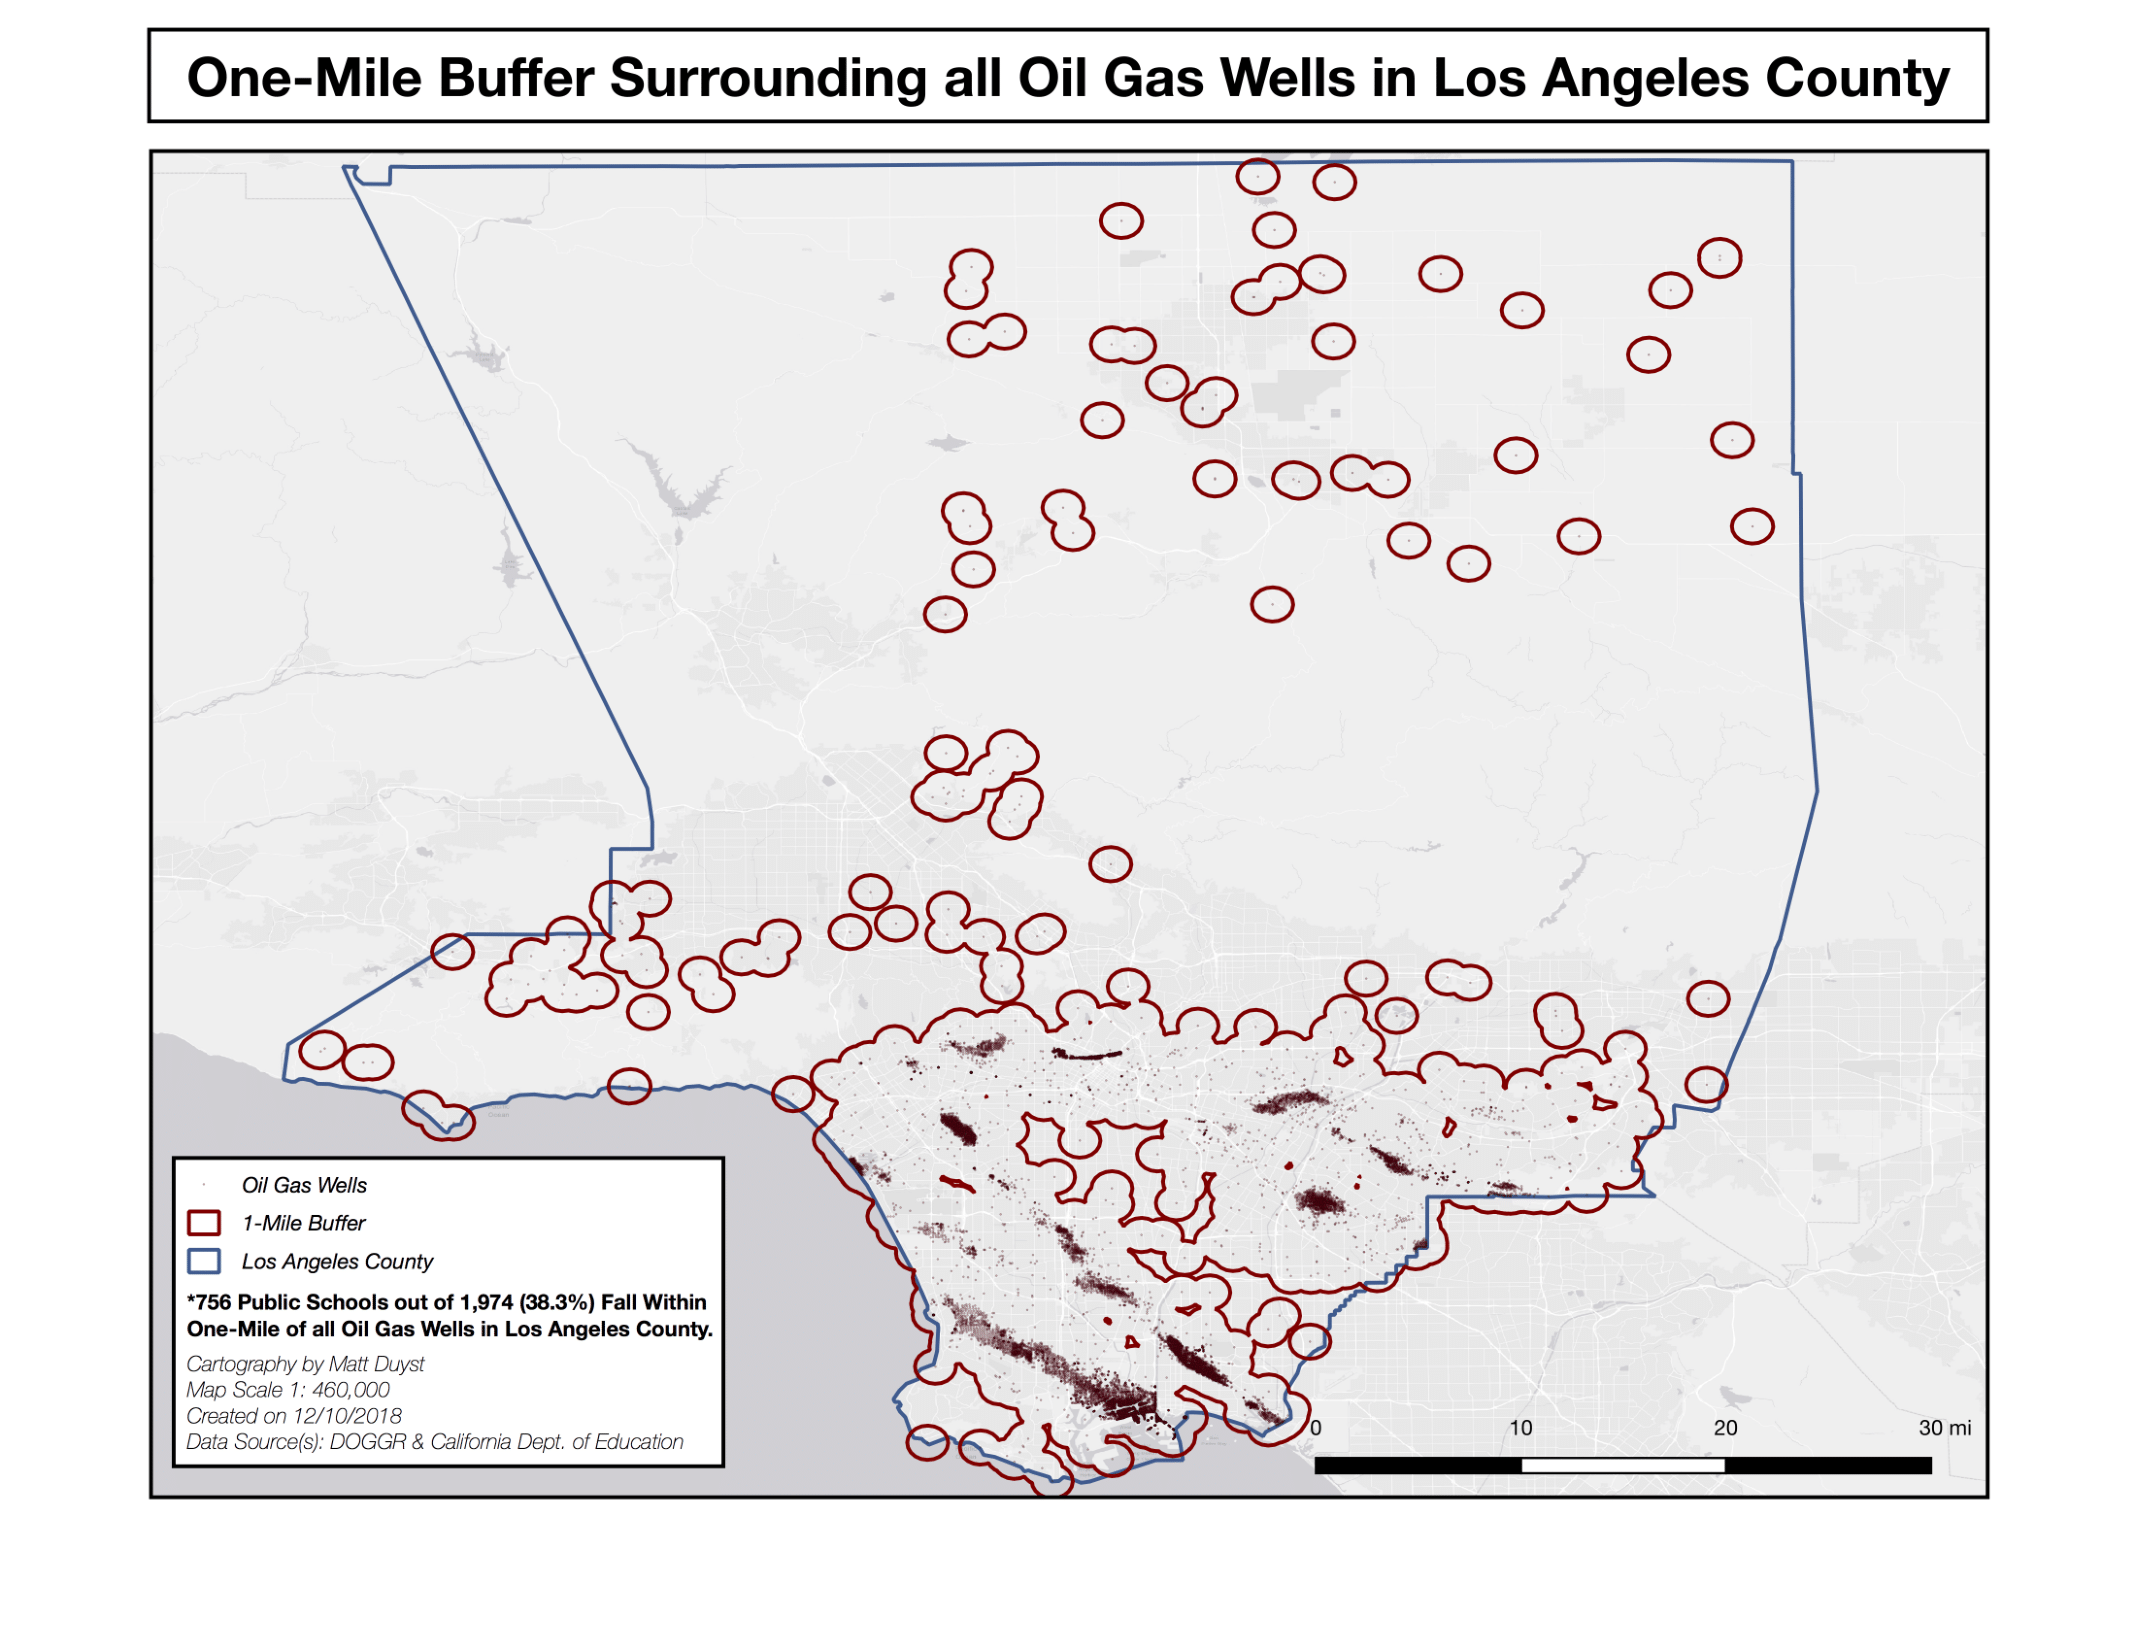 One-Mile Buffer Surrounding all Oil Gas Wells in Los Angeles County
Oil Gas Wells
1-Mile Buffer
Los Angeles County
*756 Public Schools out of 1,974 (38.3%) Fall Within
One-Mile of all Oil Gas Wells in Los Angeles County.
Cartography by Matt Duyst
Map Scale 1: 460,000
Created on 12/10/2018
Data Source(s): DOGGR & California Dept. of Education
0 10 20 30 mi